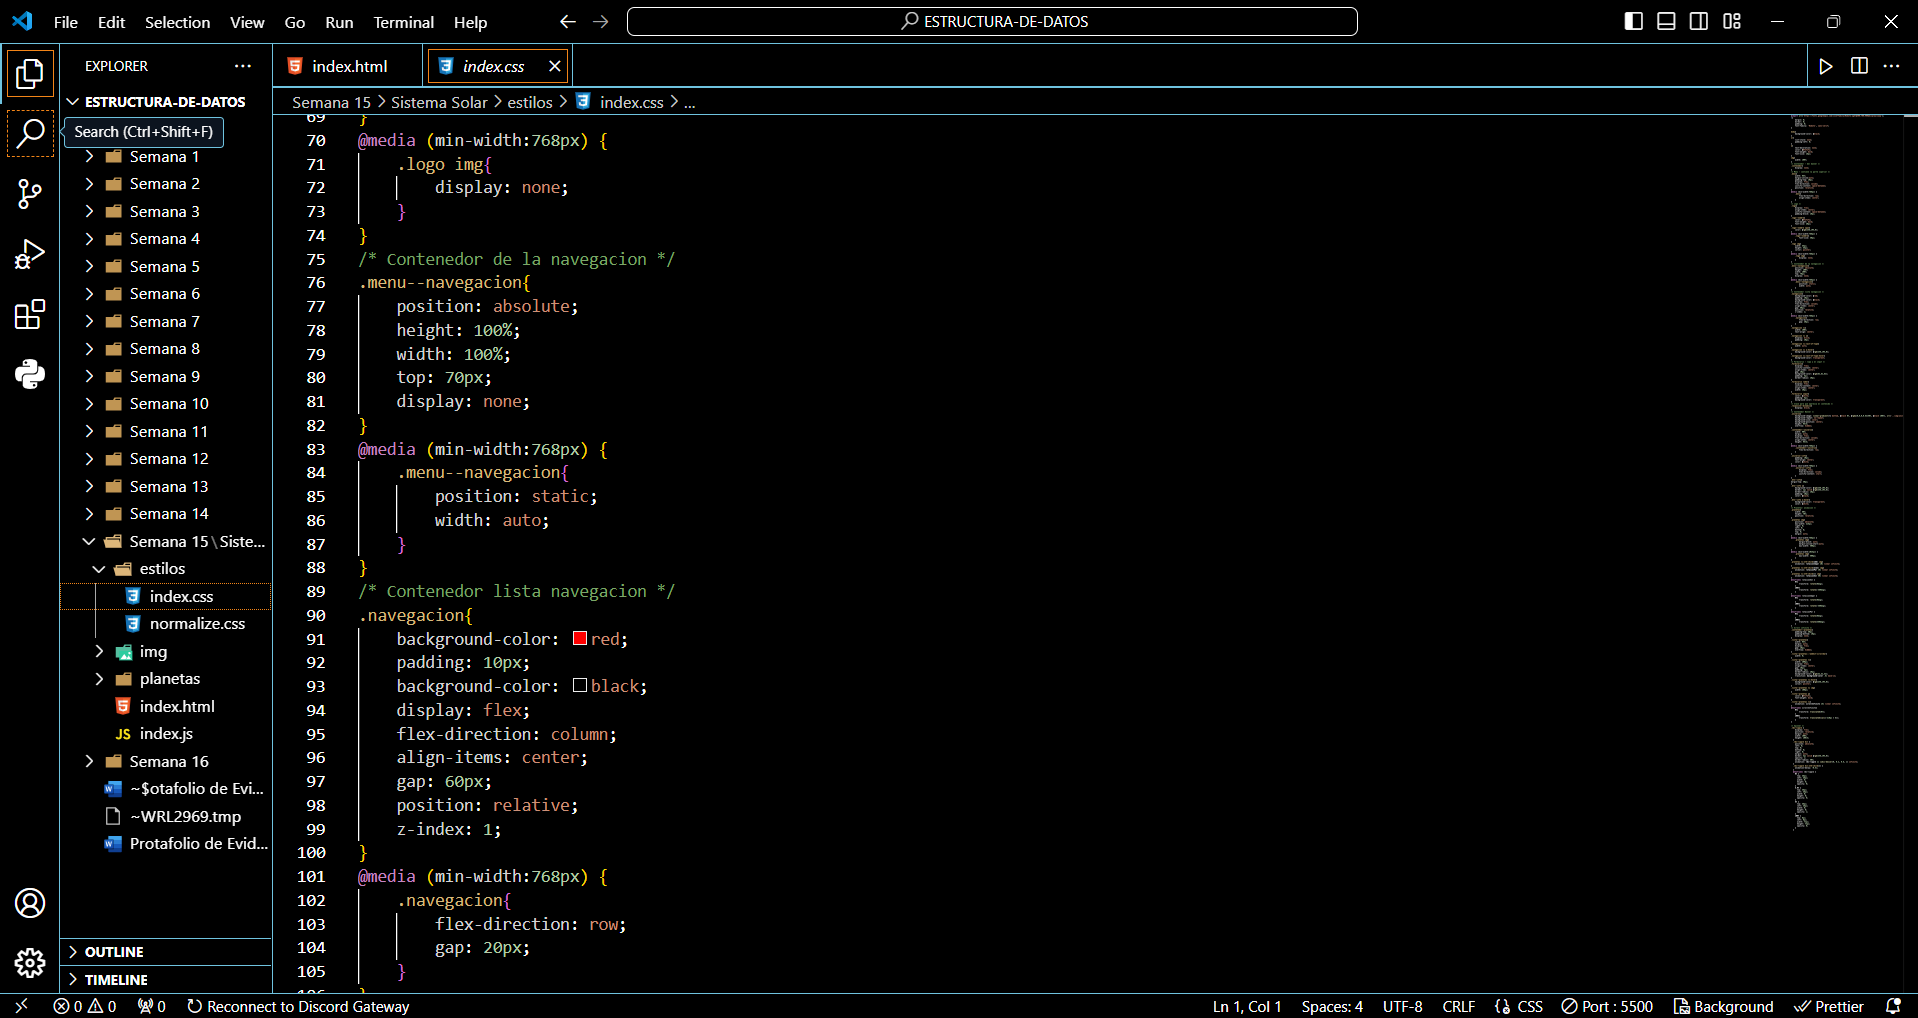 File Edit Selection View Go Run Terminal Help
ESTRUCTURA-DE-DATOS
EXPLORER
index.html
index.css
ESTRUCTURA-DE-DATOS
Semana 15 > Sistema Solar > estilos > index.css > ...
Search (Ctrl+Shift+F)
Semana 1
Semana 2
Semana 3
Semana 4
Semana 5
Semana 6
Semana 7
Semana 8
Semana 9
Semana 10
Semana 11
Semana 12
Semana 13
Semana 14
Semana 15\Siste...
estilos
index.css
normalize.css
img
planetas
index.html
JS index.js
Semana 16
~$otafolio de Evi...
~WRL2969.tmp
Protafolio de Evid...
OUTLINE
TIMELINE
69 }
70 @media (min-width:768px) {
71 .logo img{
72 display: none;
73 }
74 }
75 /* Contenedor de la navegacion */
76 .menu--navegacion{
77 position: absolute;
78 height: 100%;
79 width: 100%;
80 top: 70px;
81 display: none;
82 }
83 @media (min-width:768px) {
84 .menu--navegacion{
85 position: static;
86 width: auto;
87 }
88 }
89 /* Contenedor lista navegacion */
90 .navegacion{
91 background-color: red;
92 padding: 10px;
93 background-color: black;
94 display: flex;
95 flex-direction: column;
96 align-items: center;
97 gap: 60px;
98 position: relative;
99 z-index: 1;
100 }
101 @media (min-width:768px) {
102 .navegacion{
103 flex-direction: row;
104 gap: 20px;
105 }
106 }
0 0 0 Reconnect to Discord Gateway
Ln 1, Col 1 Spaces: 4 UTF-8 CRLF {} CSS Port : 5500 Background Prettier